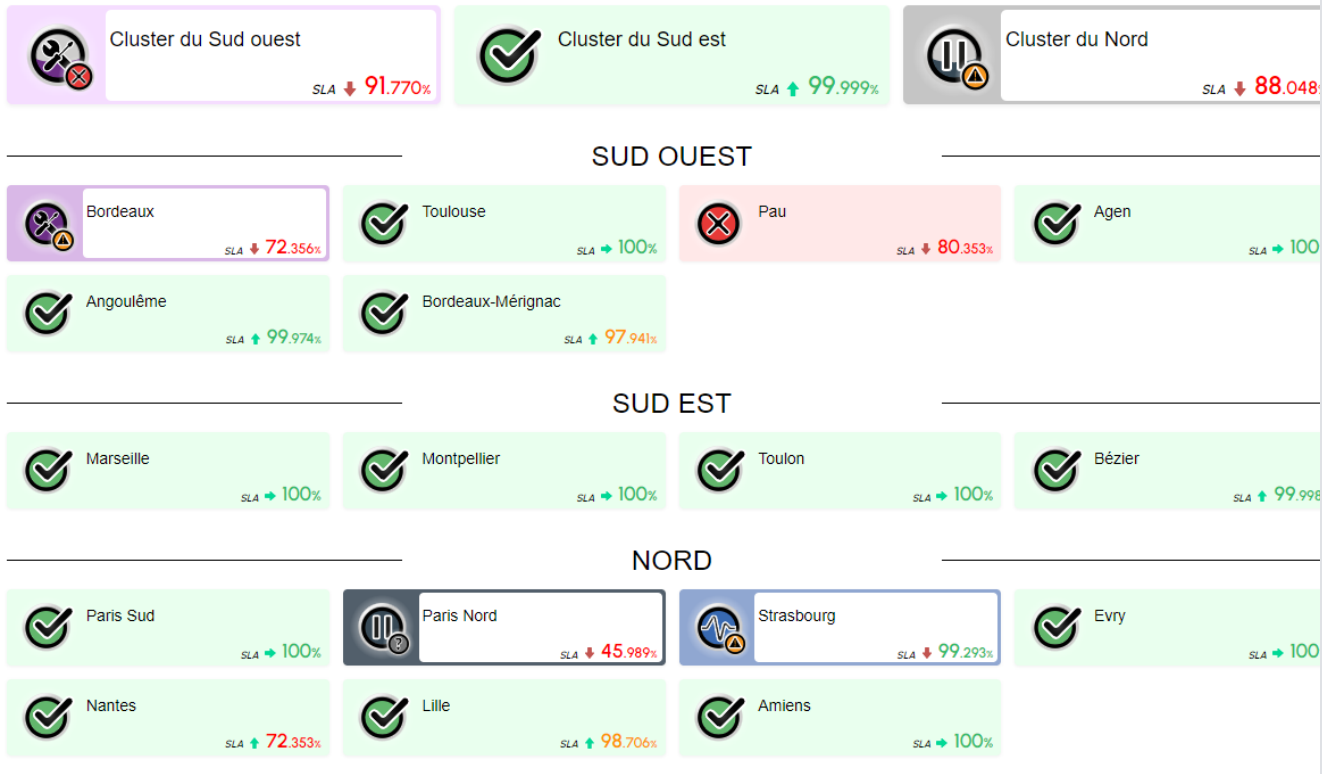 Cluster du Sud ouest
SLA 91.770%
Cluster du Sud est
SLA 99.999%
Cluster du Nord
SLA 88.048
SUD OUEST
Bordeaux
SLA 72.356%
Toulouse
SLA 100%
Pau
SLA 80.353%
Agen
SLA 100
Angoulême
SLA 99.974%
Bordeaux-Mérignac
SLA 97.941%
SUD EST
Marseille
SLA 100%
Montpellier
SLA 100%
Toulon
SLA 100%
Bézier
SLA 99.998
NORD
Paris Sud
SLA 100%
Paris Nord
?
SLA 45.989%
Strasbourg
SLA 99.293%
Evry
SLA 100
Nantes
SLA 72.353%
Lille
SLA 98.706%
Amiens
SLA 100%